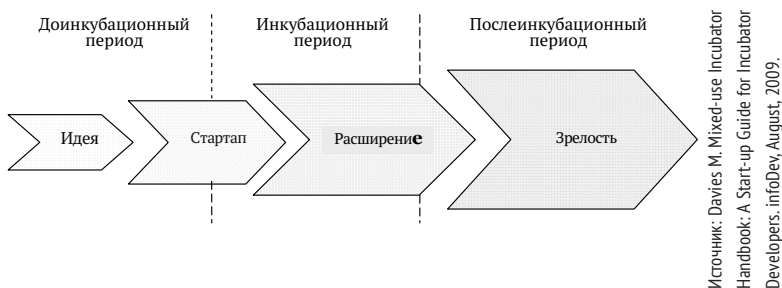 Доинкубационный
период
Инкубационный
период
Послеинкубационный
период
Идея
Стартап
Расширение
Зрелость
Источник: Davies M. Mixed-use Incubator
Handbook: A Start-up Guide for Incubator
Developers. infoDev, August, 2009.